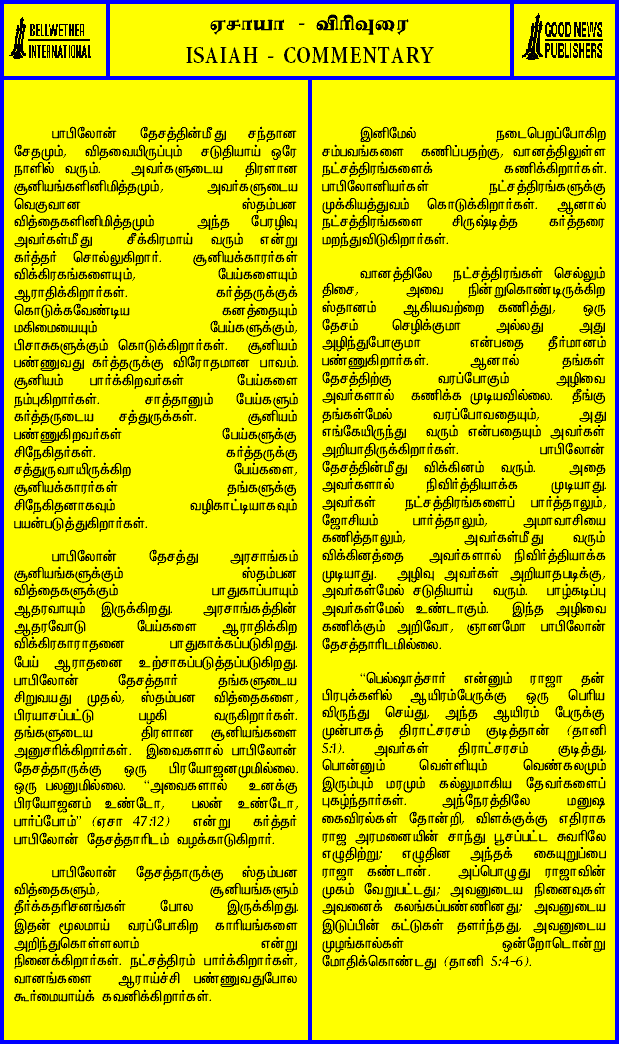 BELLWETHER
INTERNATIONAL
ஏசாயா - விரிவுரை
ISAIAH - COMMENTARY
GOOD NEWS
PUBLISHERS
பாபிலோன் தேசத்தின்மீது சந்தான
சேதமும், விதவையிருப்பும் சடுதியாய் ஒரே
நாளில் வரும். அவர்களுடைய திரளான
சூனியங்களினிமித்தமும், அவர்களுடைய
வெகுவான ஸ்தம்பன
வித்தைகளினிமித்தமும் அந்த பேரழிவு
அவர்கள்மீது சீக்கிரமாய் வரும் என்று
கர்த்தர் சொல்லுகிறார். சூனியக்காரர்கள்
விக்கிரகங்களையும், பேய்களையும்
ஆராதிக்கிறார்கள். கர்த்தருக்குக்
கொடுக்கவேண்டிய கனத்தையும்
மகிமையையும் பேய்களுக்கும்,
பிசாசுகளுக்கும் கொடுக்கிறார்கள். சூனியம்
பண்ணுவது கர்த்தருக்கு விரோதமான பாவம்.
சூனியம் பார்க்கிறவர்கள் பேய்களை
நம்புகிறார்கள். சாத்தானும் பேய்களும்
கர்த்தருடைய சத்துருக்கள். சூனியம்
பண்ணுகிறவர்கள் பேய்களுக்கு
சிநேகிதர்கள். கர்த்தருக்கு
சத்துருவாயிருக்கிற பேய்களை,
சூனியக்காரர்கள் தங்களுக்கு
சிநேகிதனாகவும் வழிகாட்டியாகவும்
பயன்படுத்துகிறார்கள்.
பாபிலோன் தேசத்து அரசாங்கம்
சூனியங்களுக்கும் ஸ்தம்பன
வித்தைகளுக்கும் பாதுகாப்பாயும்
ஆதரவாயும் இருக்கிறது. அரசாங்கத்தின்
ஆதரவோடு பேய்களை ஆராதிக்கிற
விக்கிரகாராதனை பாதுகாக்கப்படுகிறது.
பேய் ஆராதனை உற்சாகப்படுத்தப்படுகிறது.
பாபிலோன் தேசத்தார் தங்களுடைய
சிறுவயது முதல், ஸ்தம்பன வித்தைகளை,
பிரயாசப்பட்டு பழகி வருகிறார்கள்.
தங்களுடைய திரளான சூனியங்களை
அனுசரிக்கிறார்கள். இவைகளால் பாபிலோன்
தேசத்தாருக்கு ஒரு பிரயோஜனமுமில்லை.
ஒரு பலனுமில்லை. “அவைகளால் உனக்கு
பிரயோஜனம் உண்டோ, பலன் உண்டோ,
பார்ப்போம்” (ஏசா 47:12) என்று கர்த்தர்
பாபிலோன் தேசத்தாரிடம் வழக்காடுகிறார்.
பாபிலோன் தேசத்தாருக்கு ஸ்தம்பன
வித்தைகளும், சூனியங்களும்
தீர்க்கதரிசனங்கள் போல இருக்கிறது.
இதன் மூலமாய் வரப்போகிற காரியங்களை
அறிந்துகொள்ளலாம் என்று
நினைக்கிறார்கள். நட்சத்திரம் பார்க்கிறார்கள்,
வானங்களை ஆராய்ச்சி பண்ணுவதுபோல
கூர்மையாய்க் கவனிக்கிறார்கள்.
இனிமேல் நடைபெறப்போகிற
சம்பவங்களை கணிப்பதற்கு, வானத்திலுள்ள
நட்சத்திரங்களைக் கணிக்கிறார்கள்.
பாபிலோனியர்கள் நட்சத்திரங்களுக்கு
முக்கியத்துவம் கொடுக்கிறார்கள். ஆனால்
நட்சத்திரங்களை சிருஷ்டித்த கர்த்தரை
மறந்துவிடுகிறார்கள்.
வானத்திலே நட்சத்திரங்கள் செல்லும்
திசை, அவை நின்றுகொண்டிருக்கிற
ஸ்தானம் ஆகியவற்றை கணித்து, ஒரு
தேசம் செழிக்குமா அல்லது அது
அழிந்துபோகுமா என்பதை தீர்மானம்
பண்ணுகிறார்கள். ஆனால் தங்கள்
தேசத்திற்கு வரப்போகும் அழிவை
அவர்களால் கணிக்க முடியவில்லை. தீங்கு
தங்கள்மேல் வரப்போவதையும், அது
எங்கேயிருந்து வரும் என்பதையும் அவர்கள்
அறியாதிருக்கிறார்கள். பாபிலோன்
தேசத்தின்மீது விக்கினம் வரும். அதை
அவர்களால் நிவிர்த்தியாக்க முடியாது.
அவர்கள் நட்சத்திரங்களைப் பார்த்தாலும்,
ஜோசியம் பார்த்தாலும், அமாவாசியை
கணித்தாலும், அவர்கள்மீது வரும்
விக்கினத்தை அவர்களால் நிவிர்த்தியாக்க
முடியாது. அழிவு அவர்கள் அறியாதபடிக்கு,
அவர்கள்மேல் சடுதியாய் வரும். பாழ்கடிப்பு
அவர்கள்மேல் உண்டாகும். இந்த அழிவை
கணிக்கும் அறிவோ, ஞானமோ பாபிலோன்
தேசத்தாரிடமில்லை.
“பெல்ஷாத்சார் என்னும் ராஜா தன்
பிரபுக்களில் ஆயிரம்பேருக்கு ஒரு பெரிய
விருந்து செய்து, அந்த ஆயிரம் பேருக்கு
முன்பாகத் திராட்சரசம் குடித்தான் (தானி
5:1). அவர்கள் திராட்சரசம் குடித்து,
பொன்னும் வெள்ளியும் வெண்கலமும்
இரும்பும் மரமும் கல்லுமாகிய தேவர்களைப்
புகழ்ந்தார்கள். அந்நேரத்திலே மனுஷ
கைவிரல்கள் தோன்றி, விளக்குக்கு எதிராக
ராஜ அரமனையின் சாந்து பூசப்பட்ட சுவரிலே
எழுதிற்று; எழுதின அந்தக் கையுறுப்பை
ராஜா கண்டான். அப்பொழுது ராஜாவின்
முகம் வேறுபட்டது; அவனுடைய நினைவுகள்
அவனைக் கலங்கப்பண்ணினது; அவனுடைய
இடுப்பின் கட்டுகள் தளர்ந்தது, அவனுடைய
முழங்கால்கள் ஒன்றோடொன்று
மோதிக்கொண்டது (தானி 5:4-6).